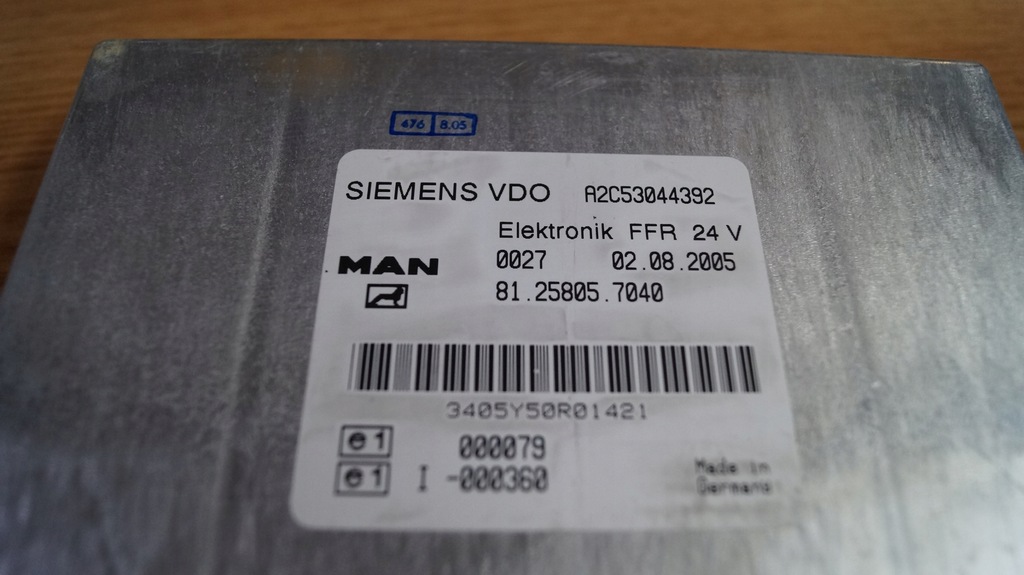 476 8.05
SIEMENS VDO A2C53044392
Elektronik FFR 24 V
MAN 0027 02.08.2005
81.25805.7040
3405Y50R01421
e1 000079
e1 I -000360
Made in
Germany